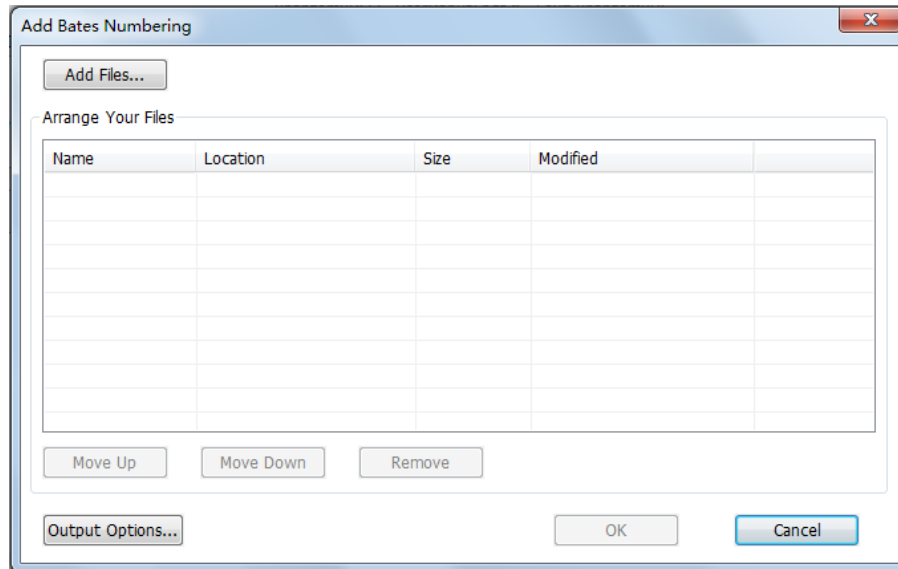 Add Bates Numbering
Add Files...
Arrange Your Files
Name Location Size Modified
Move Up Move Down Remove
Output Options... OK Cancel